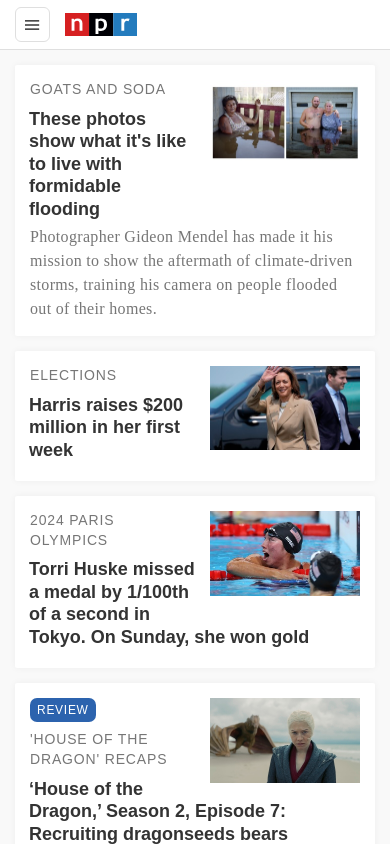 npr
GOATS AND SODA
These photos
show what it's like
to live with
formidable
flooding
Photographer Gideon Mendel has made it his
mission to show the aftermath of climate-driven
storms, training his camera on people flooded
out of their homes.
ELECTIONS
Harris raises $200
million in her first
week
2024 PARIS
OLYMPICS
Torri Huske missed
a medal by 1/100th
of a second in
Tokyo. On Sunday, she won gold
REVIEW
'HOUSE OF THE
DRAGON' RECAPS
‘House of the
Dragon,’ Season 2, Episode 7:
Recruiting dragonseeds bears